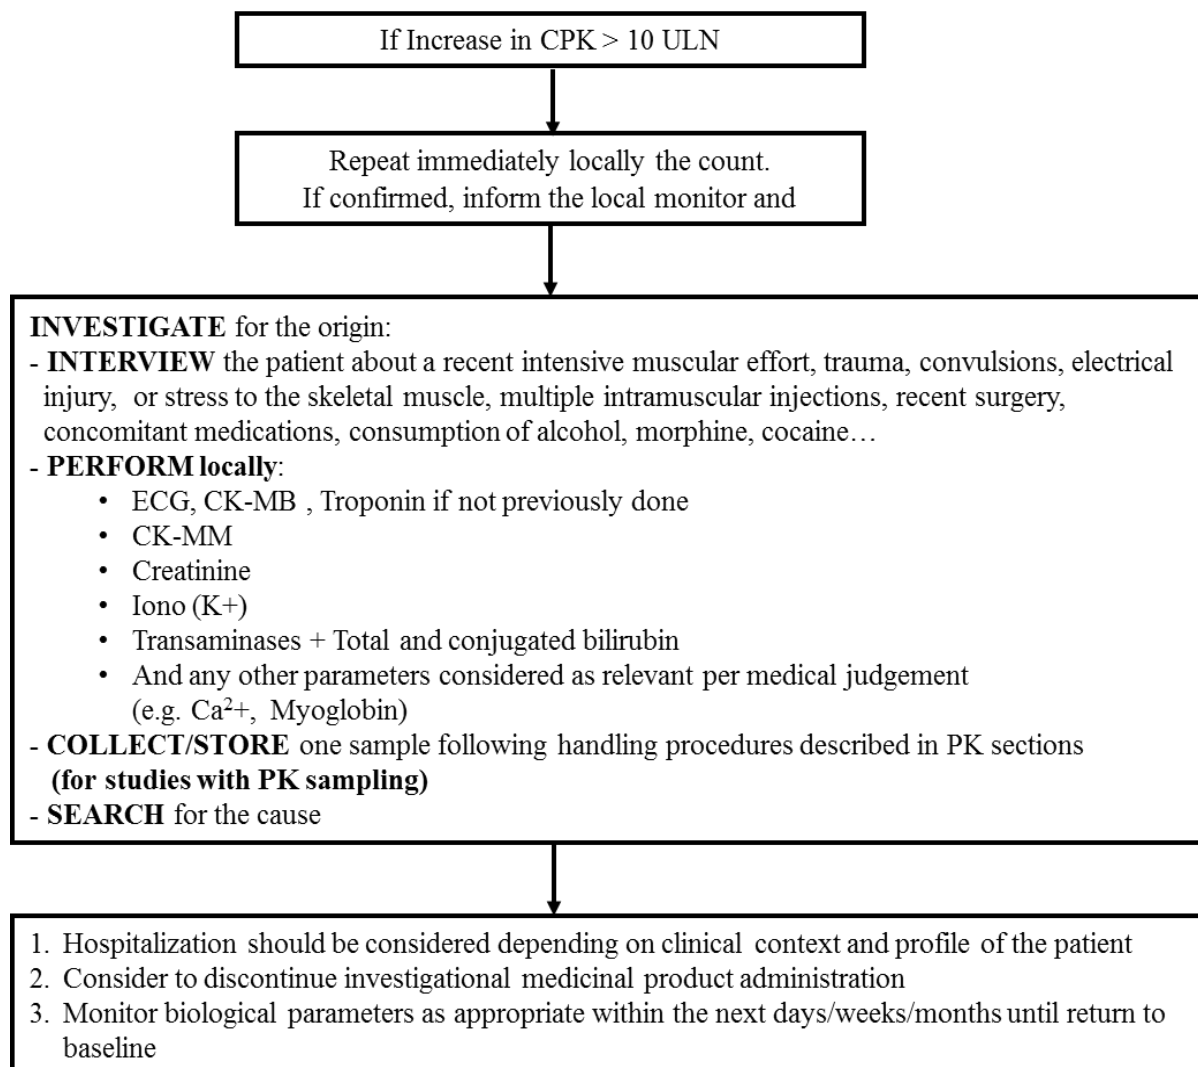 If Increase in CPK > 10 ULN
Repeat immediately locally the count.
If confirmed, inform the local monitor and
INVESTIGATE for the origin:
- INTERVIEW the patient about a recent intensive muscular effort, trauma, convulsions, electrical
injury, or stress to the skeletal muscle, multiple intramuscular injections, recent surgery,
concomitant medications, consumption of alcohol, morphine, cocaine…
- PERFORM locally:
• ECG, CK-MB , Troponin if not previously done
• CK-MM
• Creatinine
• Iono (K+)
• Transaminases + Total and conjugated bilirubin
• And any other parameters considered as relevant per medical judgement
(e.g. Ca²+, Myoglobin)
- COLLECT/STORE one sample following handling procedures described in PK sections
(for studies with PK sampling)
- SEARCH for the cause
1. Hospitalization should be considered depending on clinical context and profile of the patient
2. Consider to discontinue investigational medicinal product administration
3. Monitor biological parameters as appropriate within the next days/weeks/months until return to
baseline